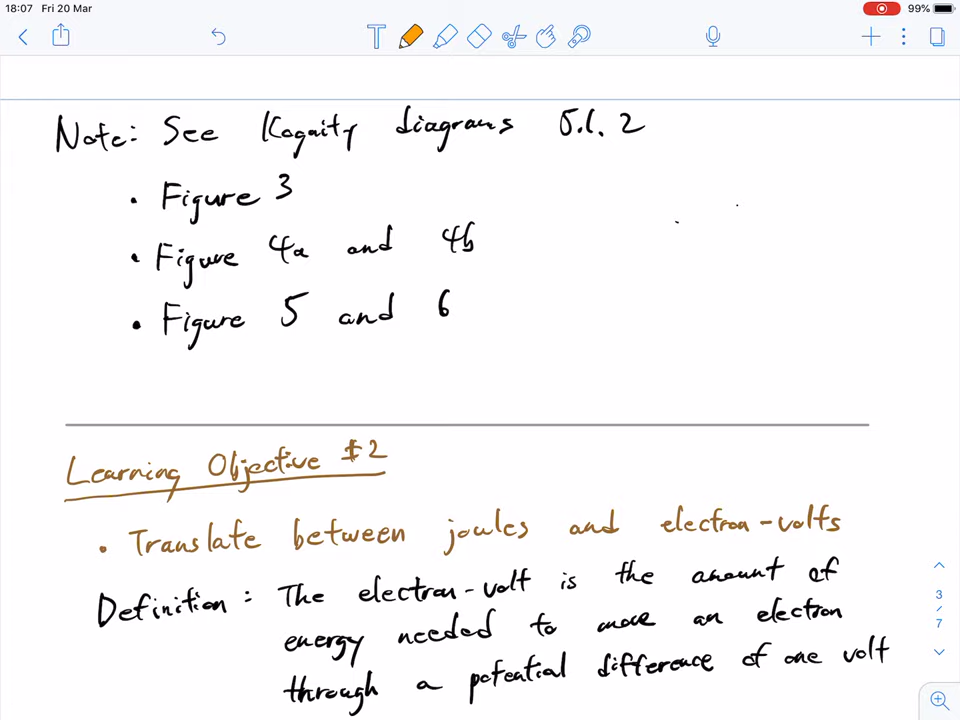 18:07 Fri 20 Mar 99%
Note: See Kognity diagrams 5.1.2
• Figure 3
• Figure 4a and 4b
• Figure 5 and 6
Learning Objective #2
• Translate between joules and electron-volts
Definition: The electron-volt is the amount of
energy needed to move an electron
through a potential difference of one volt
3
/
7